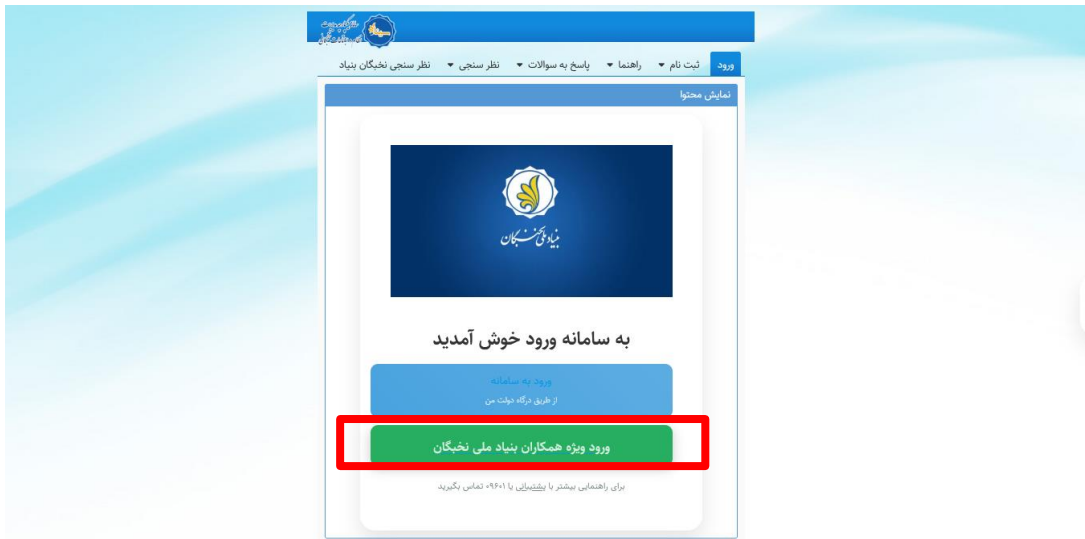 سینا
ورود ثبت نام راهنما پاسخ به سوالات نظر سنجی نظر سنجی نخبگان بنیاد
نمایش محتوا
بنیاد ملی نخبگان
به سامانه ورود خوش آمدید
ورود به سامانه
از طریق درگاه دولت من
ورود ویژه همکاران بنیاد ملی نخبگان
برای راهنمایی بیشتر با پشتیبانی یا ۰۹۶۰۱ تماس بگیرید